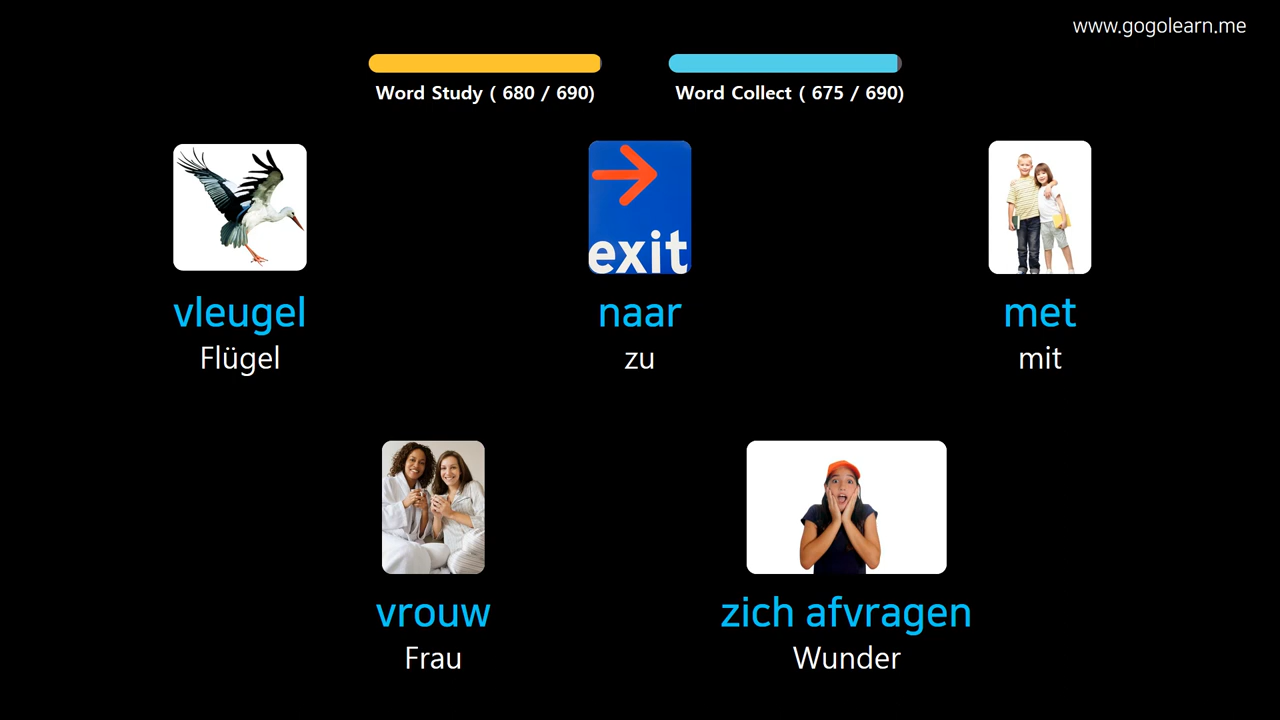 www.gogolearn.me
Word Study ( 680 / 690)
Word Collect ( 675 / 690)
exit
vleugel
naar
met
Flügel
zu
mit
vrouw
zich afvragen
Frau
Wunder